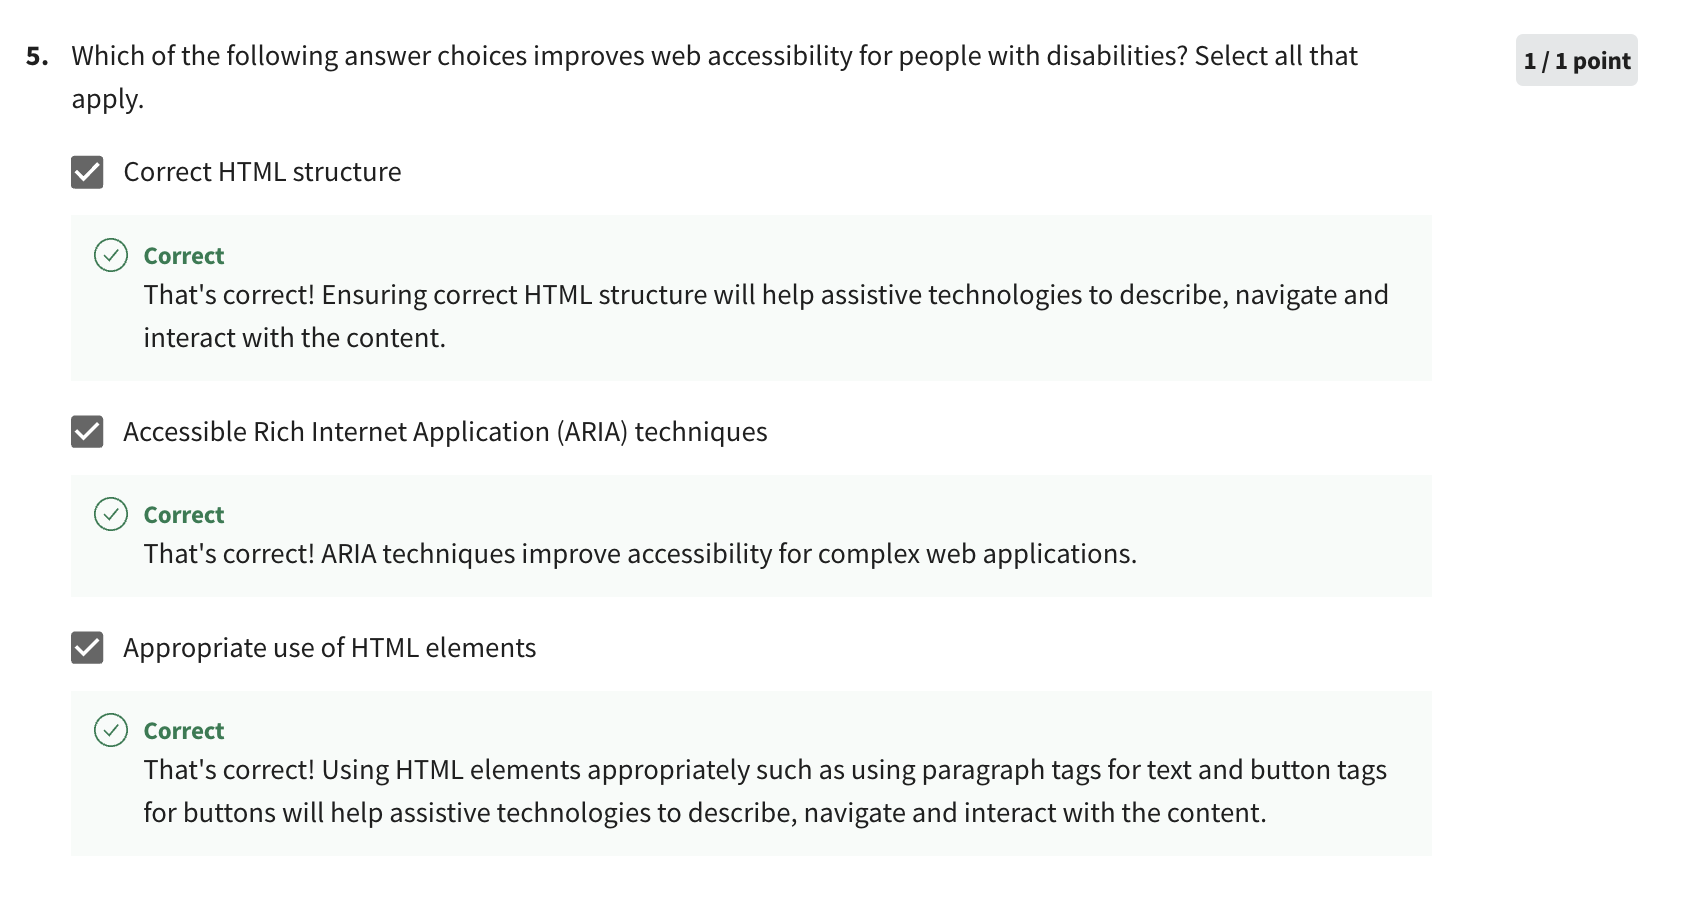 5. Which of the following answer choices improves web accessibility for people with disabilities? Select all that
apply.
1 / 1 point
Correct HTML structure
Correct
That's correct! Ensuring correct HTML structure will help assistive technologies to describe, navigate and
interact with the content.
Accessible Rich Internet Application (ARIA) techniques
Correct
That's correct! ARIA techniques improve accessibility for complex web applications.
Appropriate use of HTML elements
Correct
That's correct! Using HTML elements appropriately such as using paragraph tags for text and button tags
for buttons will help assistive technologies to describe, navigate and interact with the content.